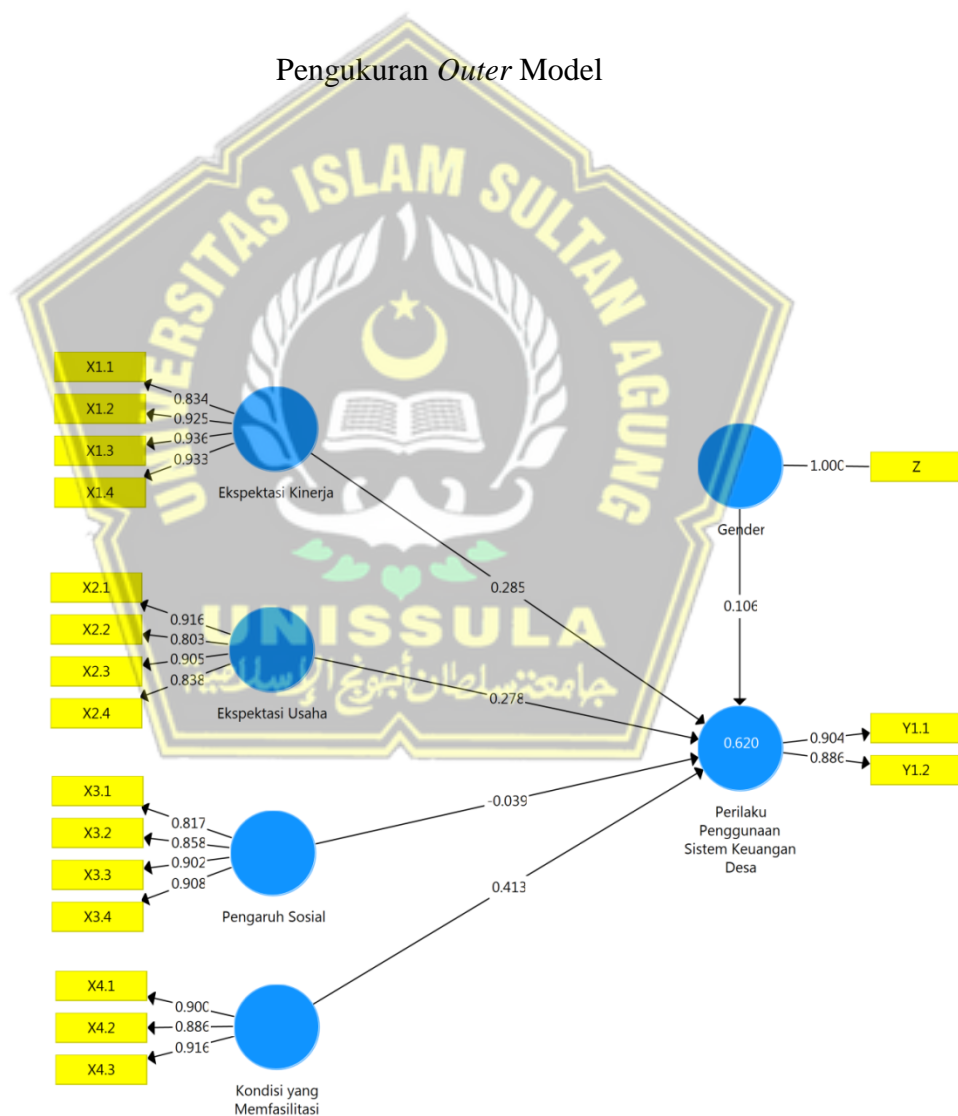 Pengukuran Outer Model
UNIVERSITAS ISLAM SULTAN AGUNG
X1.1
X1.2
X1.3
X1.4
0.834
0.925
0.936
0.933
Ekspektasi Kinerja
1.000
Z
Gender
0.285
0.106
X2.1
X2.2
X2.3
X2.4
0.916
0.803
0.905
0.838
Ekspektasi Usaha
UNISSULA
جامعة سلطان أجونج الإسلامية
0.278
0.620
0.904
0.886
Y1.1
Y1.2
Perilaku
Penggunaan
Sistem Keuangan
Desa
X3.1
X3.2
X3.3
X3.4
0.817
0.858
0.902
0.908
Pengaruh Sosial
-0.039
0.413
X4.1
X4.2
X4.3
0.900
0.886
0.916
Kondisi yang
Memfasilitasi